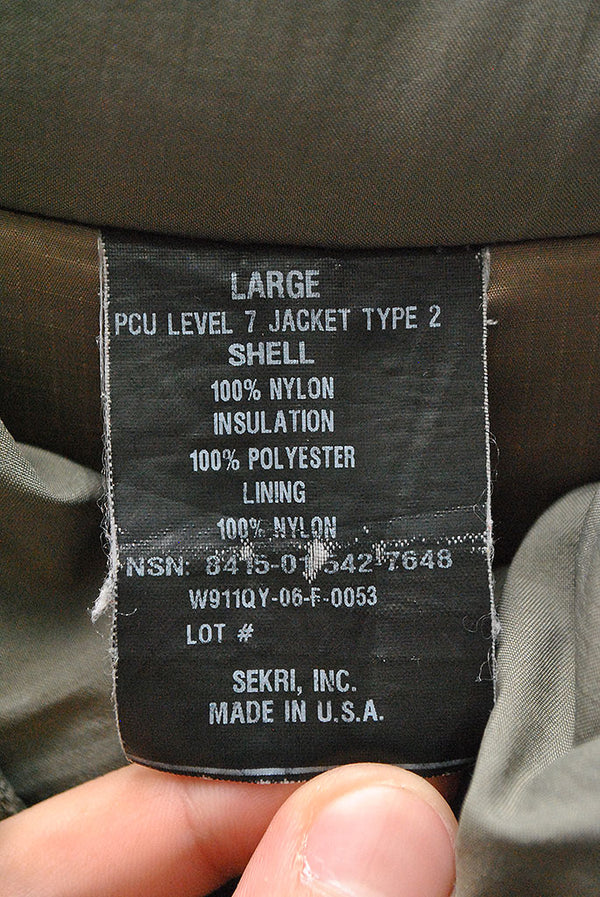 LARGE
PCU LEVEL 7 JACKET TYPE 2
SHELL
100% NYLON
INSULATION
100% POLYESTER
LINING
100% NYLON
NSN: 8415-01-542-7648
W911QY-06-F-0053
LOT #
SEKRI, INC.
MADE IN U.S.A.